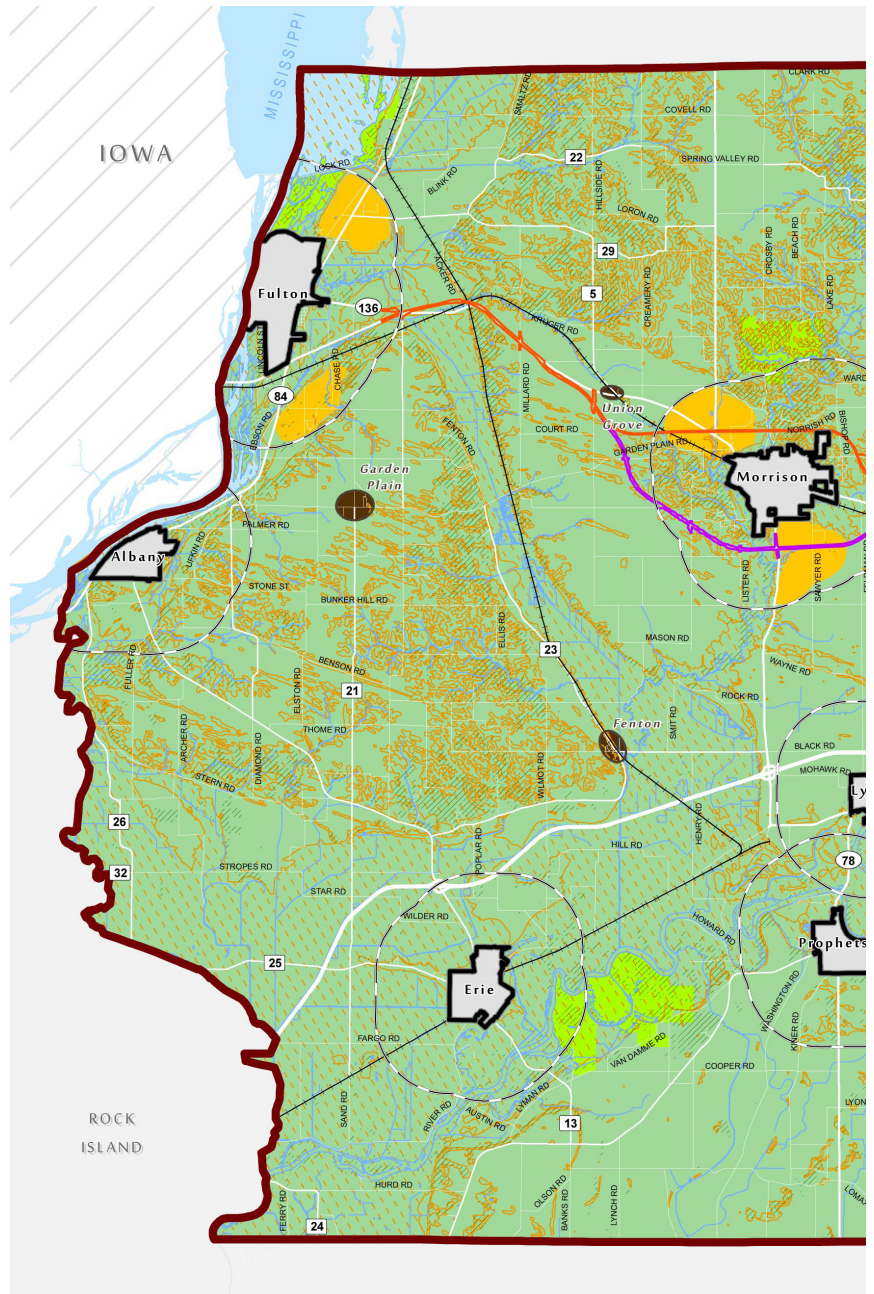 MISSISSIPPI
IOWA
CLARK RD
SMALTZ RD
COVELL RD
22
SPRING VALLEY RD
LOCK RD
BLINK RD
HILLSIDE RD
LORON RD
CROSBY RD
BEACH RD
29
ACKER RD
CREAMERY RD
LAKE RD
Fulton
5
136
KRUGER RD
LINCOLN ST
CHASE RD
MILLARD RD
WARD
84
Union
Grove
EBSON RD
FENTON RD
COURT RD
NORRISH RD
BISHOP RD
GARDEN PLAIN RD
Garden
Plain
Morrison
PALMER RD
UFKIN RD
Albany
STONE ST
LISTER RD
SAWYER RD
BUNKER HILL RD
ELLIS RD
MASON RD
23
FULLER RD
BENSON RD
WAYNE RD
ELSTON RD
21
ROCK RD
ARCHER RD
DIAMOND RD
THOME RD
Fenton
SMIT RD
BLACK RD
STERN RD
WILMOT RD
MOHAWK RD
Ly
26
HENRY RD
POPLAR RD
HILL RD
32
STROPES RD
78
STAR RD
WILDER RD
HOWARD RD
Prophets
25
Erie
WASHINGTON RD
KINER RD
FARGO RD
VAN DAMME RD
COOPER RD
SAND RD
RIVER RD
LYMAN RD
AUSTIN RD
LYON
ROCK
ISLAND
13
HURD RD
OLSON RD
BANKS RD
LYNCH RD
LOMA
FERRY RD
24